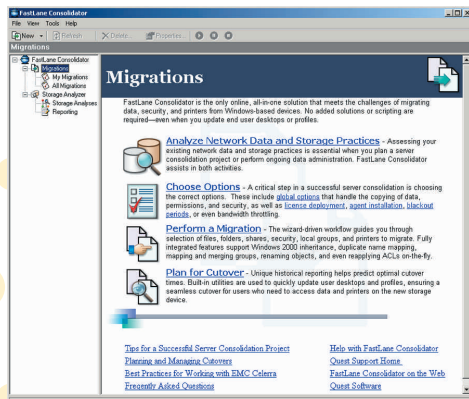 FastLane Consolidator
File View Tools Help
New Refresh Delete... Properties...
Migrations
FastLane Consolidator
Migrations
My Migrations
All Migrations
Storage Analyzer
Storage Analyses
Reporting
Migrations
FastLane Consolidator is the only online, all-in-one solution that meets the challenges of migrating
data, security, and printers from Windows-based devices. No added solutions or scripting are
required—even when you update end user desktops or profiles.
Analyze Network Data and Storage Practices - Assessing your
existing network data and storage practices is essential when you plan a server
consolidation project or perform ongoing data administration. FastLane Consolidator
assists in both activities.
Choose Options - A critical step in a successful server consolidation is choosing
the correct options. These include global options that handle the copying of data,
permissions, and security, as well as license deployment, agent installation, blackout
periods, or even bandwidth throttling.
Perform a Migration - The wizard-driven workflow guides you through
selection of files, folders, shares, security, local groups, and printers to migrate. Fully
integrated features support Windows 2000 inheritance, duplicate name mapping,
mapping and merging groups, renaming objects, and even reapplying ACLs on-the-fly.
Plan for Cutover - Unique historical reporting helps predict optimal cutover
times. Built-in utilities are used to quickly update user desktops and profiles, ensuring a
seamless cutover for users who need to access data and printers on the new storage
device.
Tips for a Successful Server Consolidation Project
Planning and Managing Cutovers
Best Practices for Working with EMC Celerra
Frequently Asked Questions
Help with FastLane Consolidator
Quest Support Home
FastLane Consolidator on the Web
Quest Software